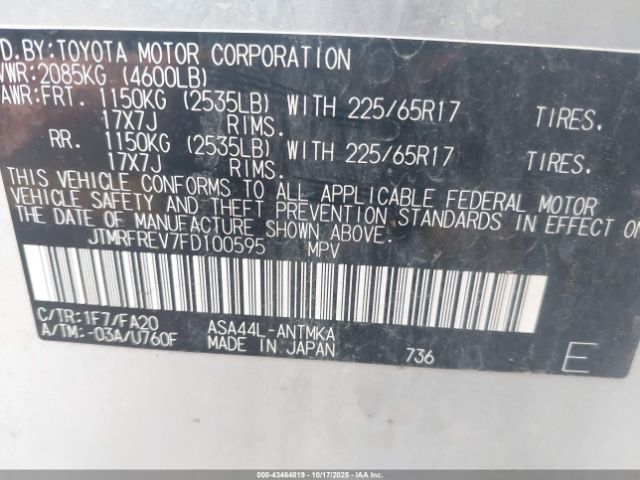 D. BY: TOYOTA MOTOR CORPORATION
VWR: 2085KG (4600LB)
AWR: FRT. 1150KG (2535LB) WITH 225/65R17 TIRES.
17X7J RIMS.
RR. 1150KG (2535LB) WITH 225/65R17 TIRES.
17X7J RIMS.
THIS VEHICLE CONFORMS TO ALL APPLICABLE FEDERAL MOTOR
VEHICLE SAFETY AND THEFT PREVENTION STANDARDS IN EFFECT ON
THE DATE OF MANUFACTURE SHOWN ABOVE.
JTMRFREV7FD100595 MPV
C/TR: 1F7/FA20 ASA44L-ANTMKA
A/TM: -03A/U760F MADE IN JAPAN 736 E
000-43464819 | 10/17/2025 | IAAI.COM